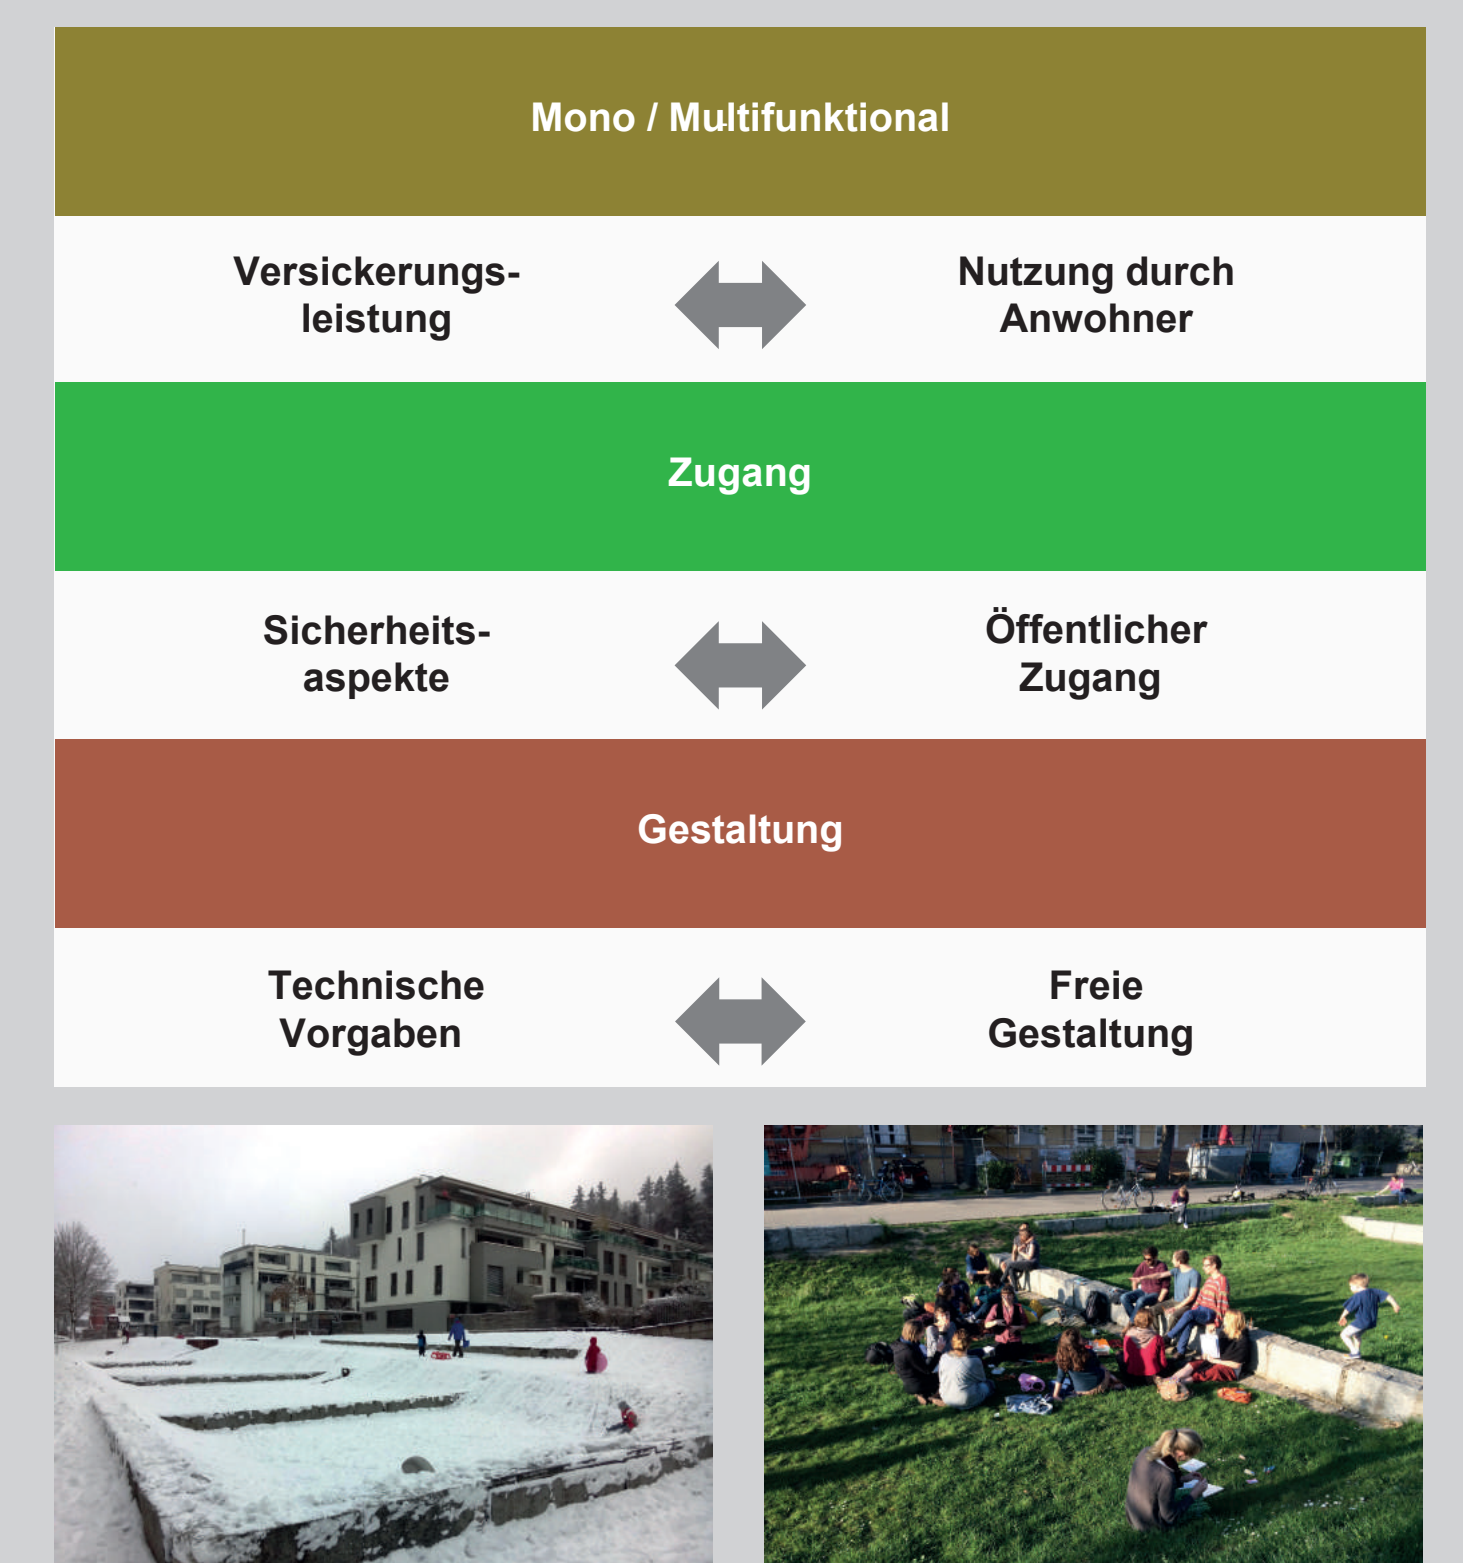 Mono / Multifunktional
Versickerungs-
leistung
Nutzung durch
Anwohner
Zugang
Sicherheits-
aspekte
Öffentlicher
Zugang
Gestaltung
Technische
Vorgaben
Freie
Gestaltung